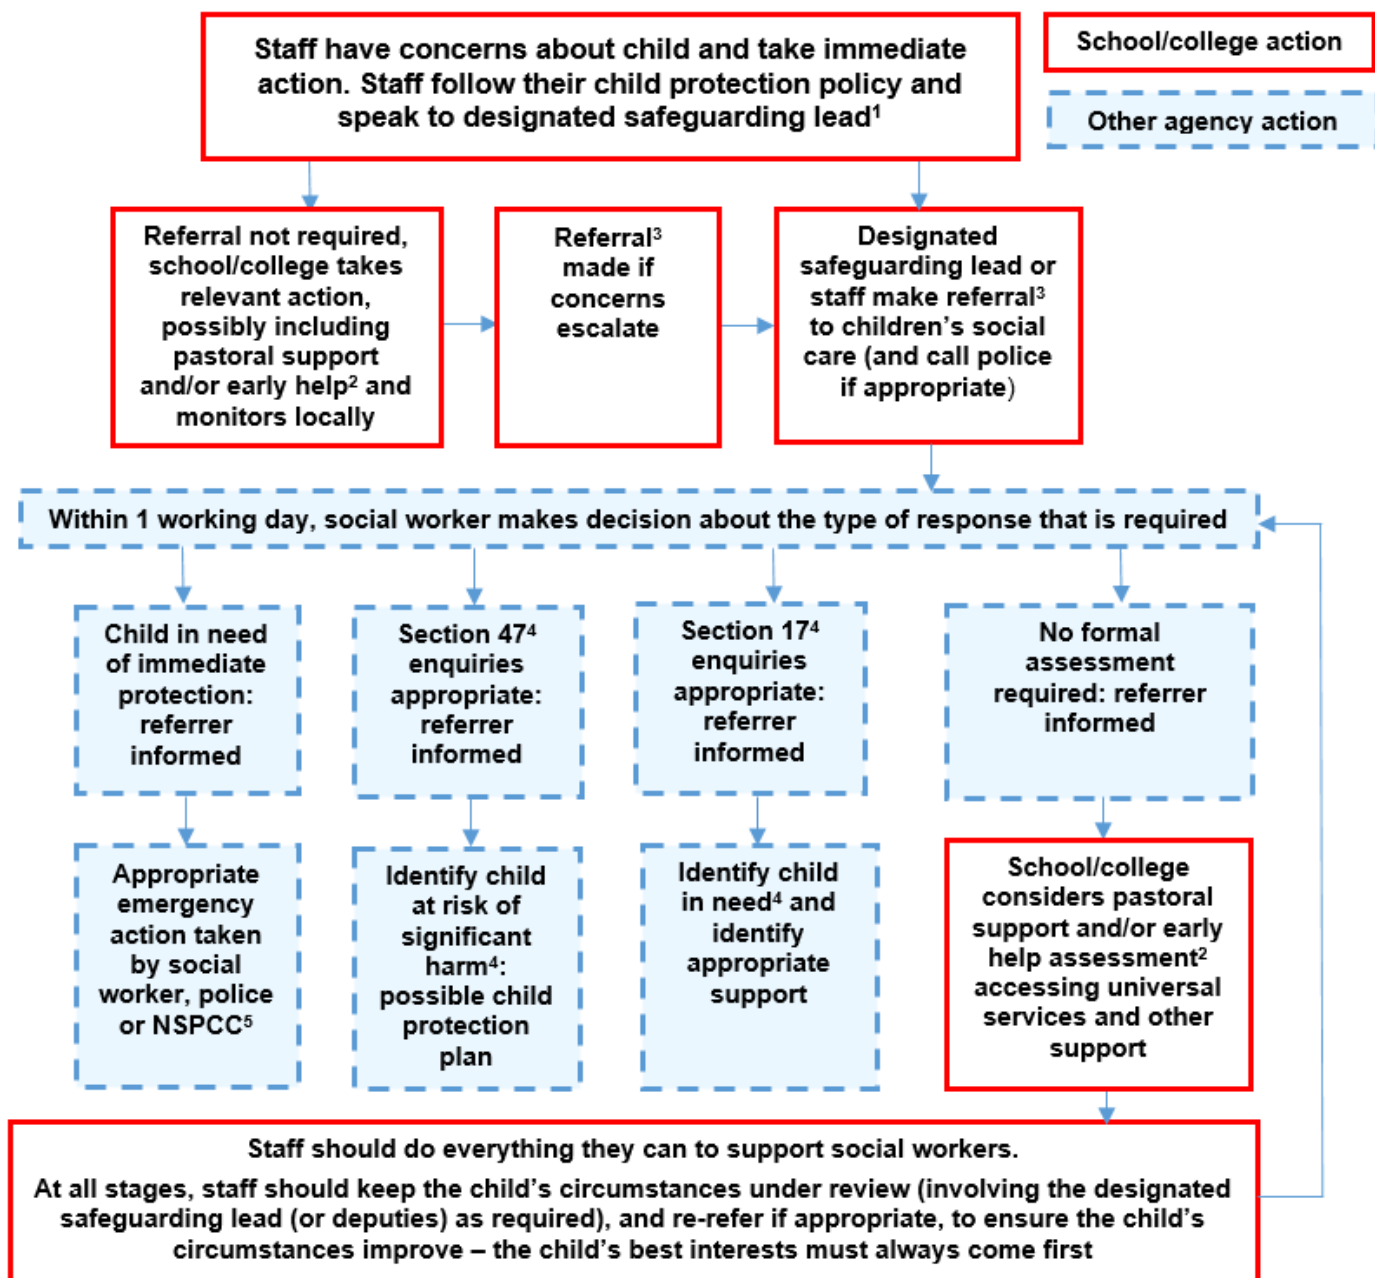 Staff have concerns about child and take immediate
action. Staff follow their child protection policy and
speak to designated safeguarding lead¹
School/college action
Other agency action
Referral not required,
school/college takes
relevant action,
possibly including
pastoral support
and/or early help² and
monitors locally
Referral³
made if
concerns
escalate
Designated
safeguarding lead or
staff make referral³
to children’s social
care (and call police
if appropriate)
Within 1 working day, social worker makes decision about the type of response that is required
Child in need
of immediate
protection:
referrer
informed
Section 47⁴
enquiries
appropriate:
referrer
informed
Section 17⁴
enquiries
appropriate:
referrer
informed
No formal
assessment
required: referrer
informed
Appropriate
emergency
action taken
by social
worker, police
or NSPCC⁵
Identify child
at risk of
significant
harm⁴:
possible child
protection
plan
Identify child
in need⁴ and
identify
appropriate
support
School/college
considers pastoral
support and/or early
help assessment²
accessing universal
services and other
support
Staff should do everything they can to support social workers.
At all stages, staff should keep the child’s circumstances under review (involving the designated
safeguarding lead (or deputies) as required), and re-refer if appropriate, to ensure the child’s
circumstances improve – the child’s best interests must always come first